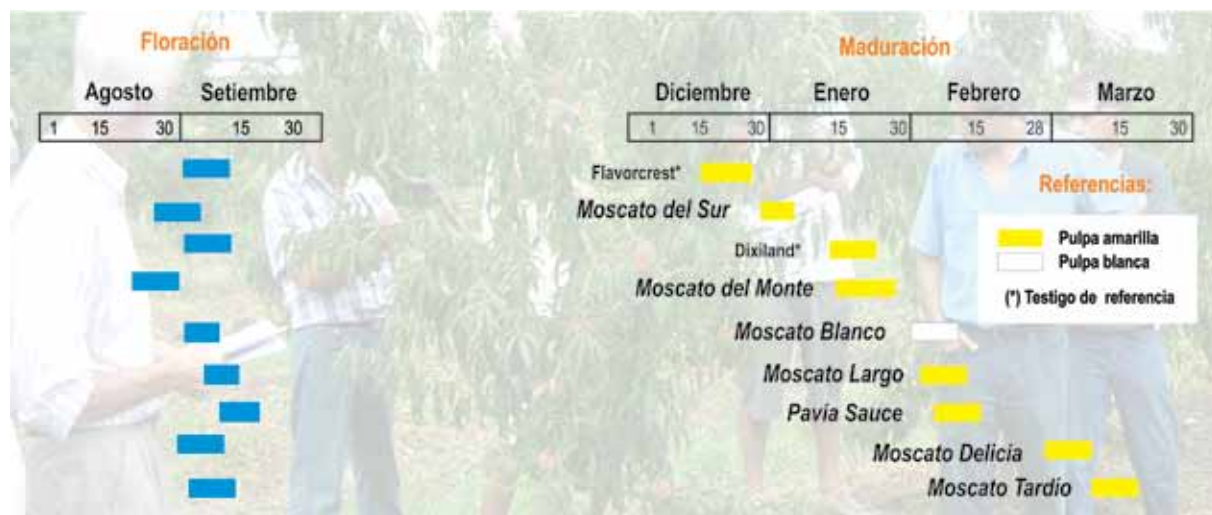 Floración
Maduración
Agosto Setiembre
Diciembre Enero Febrero Marzo
1 15 30 15 30
1 15 30 15 30 15 28 15 30
Flavorcrest*
Referencias:
Moscato del Sur
Pulpa amarilla
Dixiland*
Pulpa blanca
Moscato del Monte
(*) Testigo de referencia
Moscato Blanco
Moscato Largo
Pavía Sauce
Moscato Delicia
Moscato Tardío